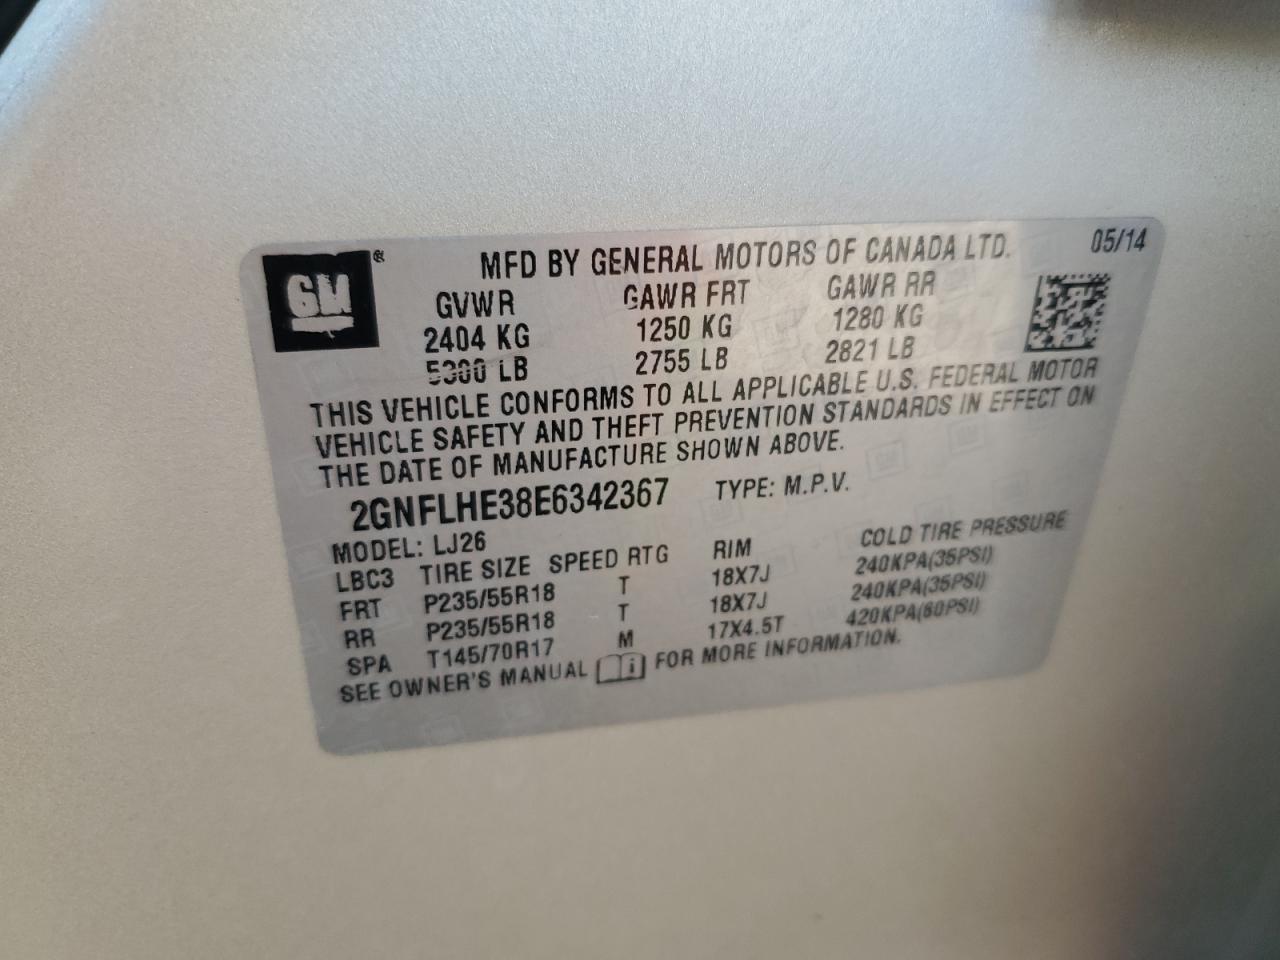 GM ®
MFD BY GENERAL MOTORS OF CANADA LTD. 05/14
GVWR GAWR FRT GAWR RR
2404 KG 1250 KG 1280 KG
5300 LB 2755 LB 2821 LB
THIS VEHICLE CONFORMS TO ALL APPLICABLE U.S. FEDERAL MOTOR
VEHICLE SAFETY AND THEFT PREVENTION STANDARDS IN EFFECT ON
THE DATE OF MANUFACTURE SHOWN ABOVE.
2GNFLHE38E6342367 TYPE: M.P.V.
MODEL: LJ26
LBC3 TIRE SIZE SPEED RTG RIM COLD TIRE PRESSURE
FRT P235/55R18 T 18X7J 240KPA(35PSI)
RR P235/55R18 T 18X7J 240KPA(35PSI)
SPA T145/70R17 M 17X4.5T 420KPA(60PSI)
SEE OWNER'S MANUAL i FOR MORE INFORMATION.